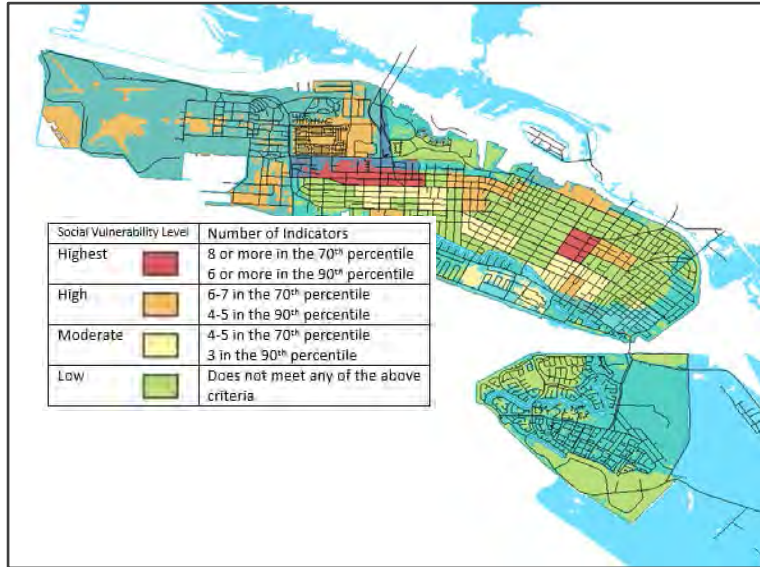 Social Vulnerability Level Number of Indicators
Highest 8 or more in the 70th percentile
6 or more in the 90th percentile
High 6-7 in the 70th percentile
4-5 in the 90th percentile
Moderate 4-5 in the 70th percentile
3 in the 90th percentile
Low Does not meet any of the above
criteria